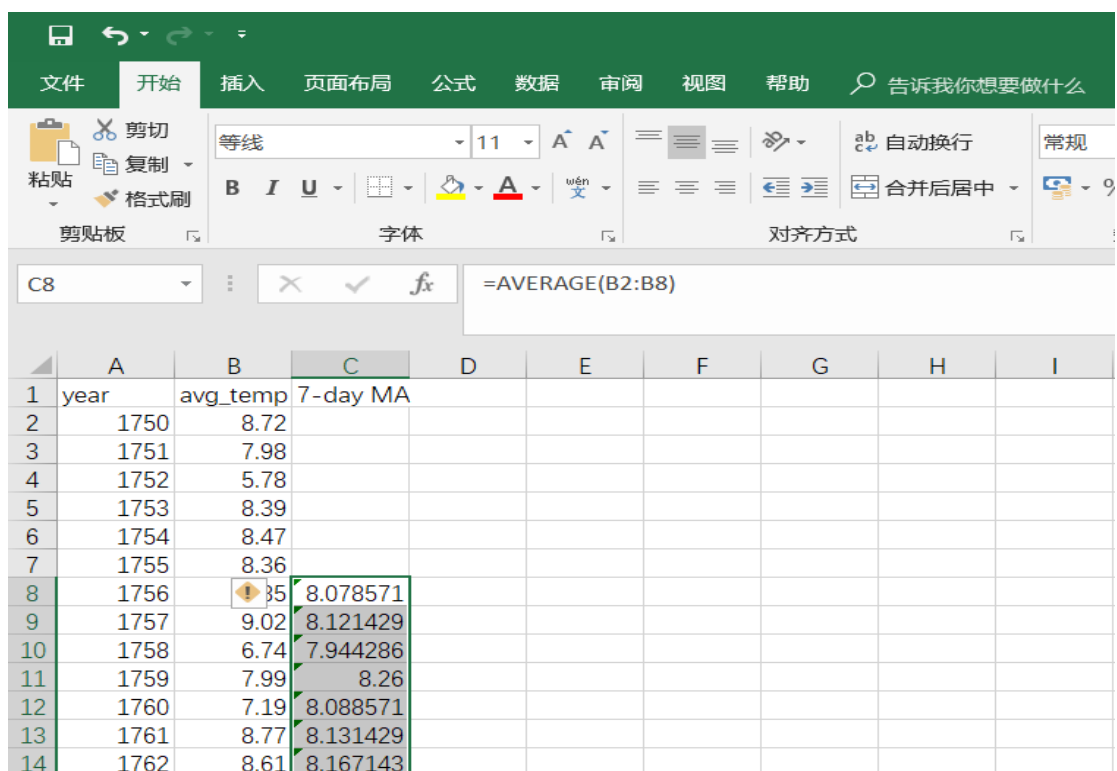 文件 开始 插入 页面布局 公式 数据 审阅 视图 帮助 告诉我你想要做什么
剪切
复制
格式刷
粘贴
剪贴板
等线 11 A A
B I U A wén 文
字体
ab c 自动换行
合并后居中
对齐方式
常规
%
C8 fx =AVERAGE(B2:B8)
A B C D E F G H I
1 year avg_temp 7-day MA
2 1750 8.72
3 1751 7.98
4 1752 5.78
5 1753 8.39
6 1754 8.47
7 1755 8.36
8 1756 35 8.078571
9 1757 9.02 8.121429
10 1758 6.74 7.944286
11 1759 7.99 8.26
12 1760 7.19 8.088571
13 1761 8.77 8.131429
14 1762 8.61 8.167143